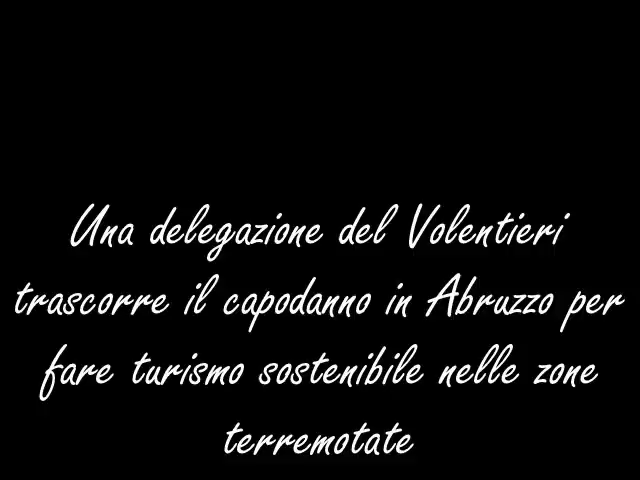 Una delegazione del Volentieri
trascorre il capodanno in Abruzzo per
fare turismo sostenibile nelle zone
terremotate